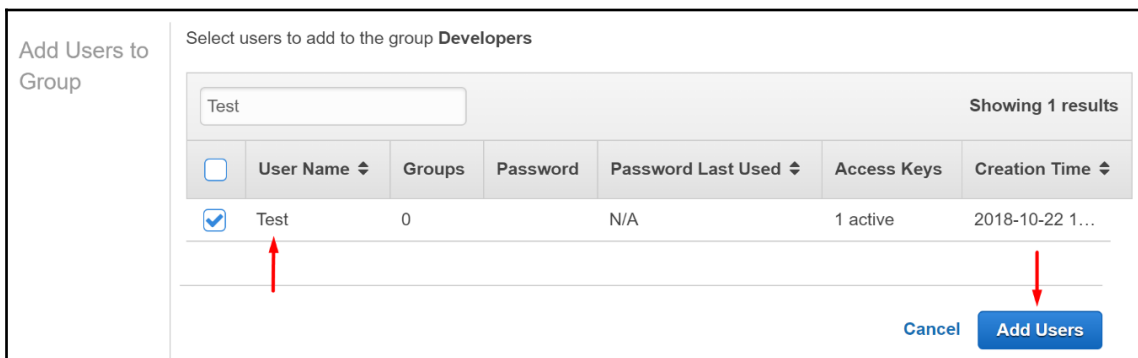 Add Users to
Group
Select users to add to the group Developers
Test
Showing 1 results
User Name Groups Password Password Last Used Access Keys Creation Time
Test 0 N/A 1 active 2018-10-22 1…
Cancel Add Users